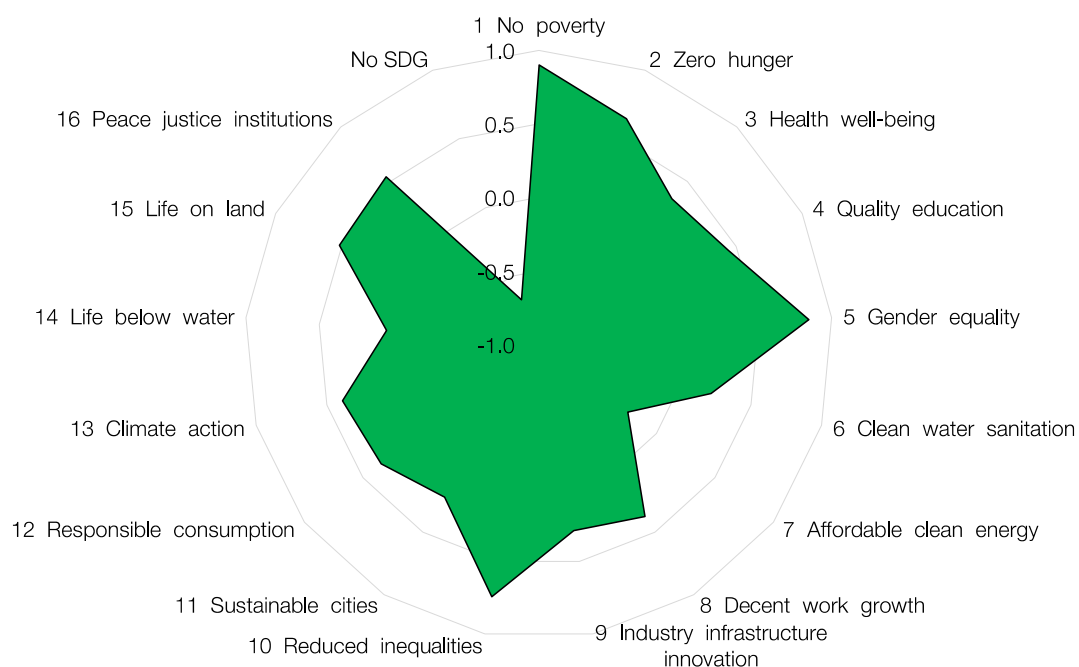 1 No poverty
1.0
No SDG
2 Zero hunger
16 Peace justice institutions
3 Health well-being
0.5
0.0
15 Life on land
4 Quality education
-0.5
14 Life below water
5 Gender equality
-1.0
13 Climate action
6 Clean water sanitation
12 Responsible consumption
7 Affordable clean energy
11 Sustainable cities
8 Decent work growth
10 Reduced inequalities
9 Industry infrastructure
innovation